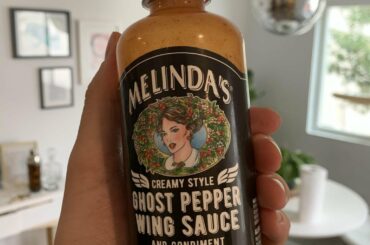 MELINDA'S
CREAMY STYLE
GHOST PEPPER
WING SAUCE
AND CONDIMENT